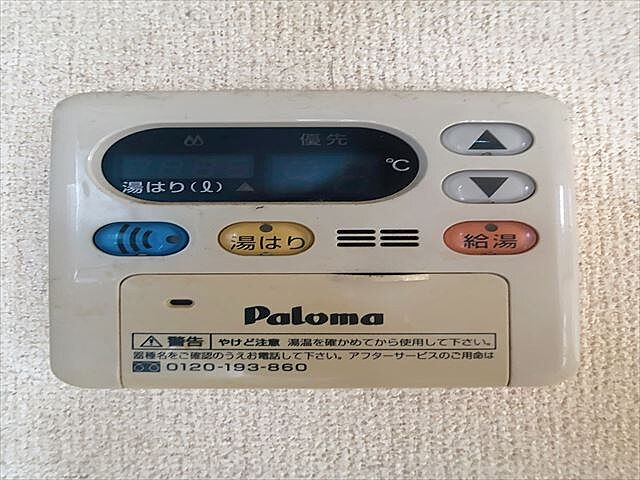 優先
℃
湯はり(ℓ)
湯はり
給湯
Paloma
警告 やけど注意 湯温を確かめてから使用して下さい。
器種名をご確認のうえお電話して下さい。アフターサービスのご用命は
0120-193-860